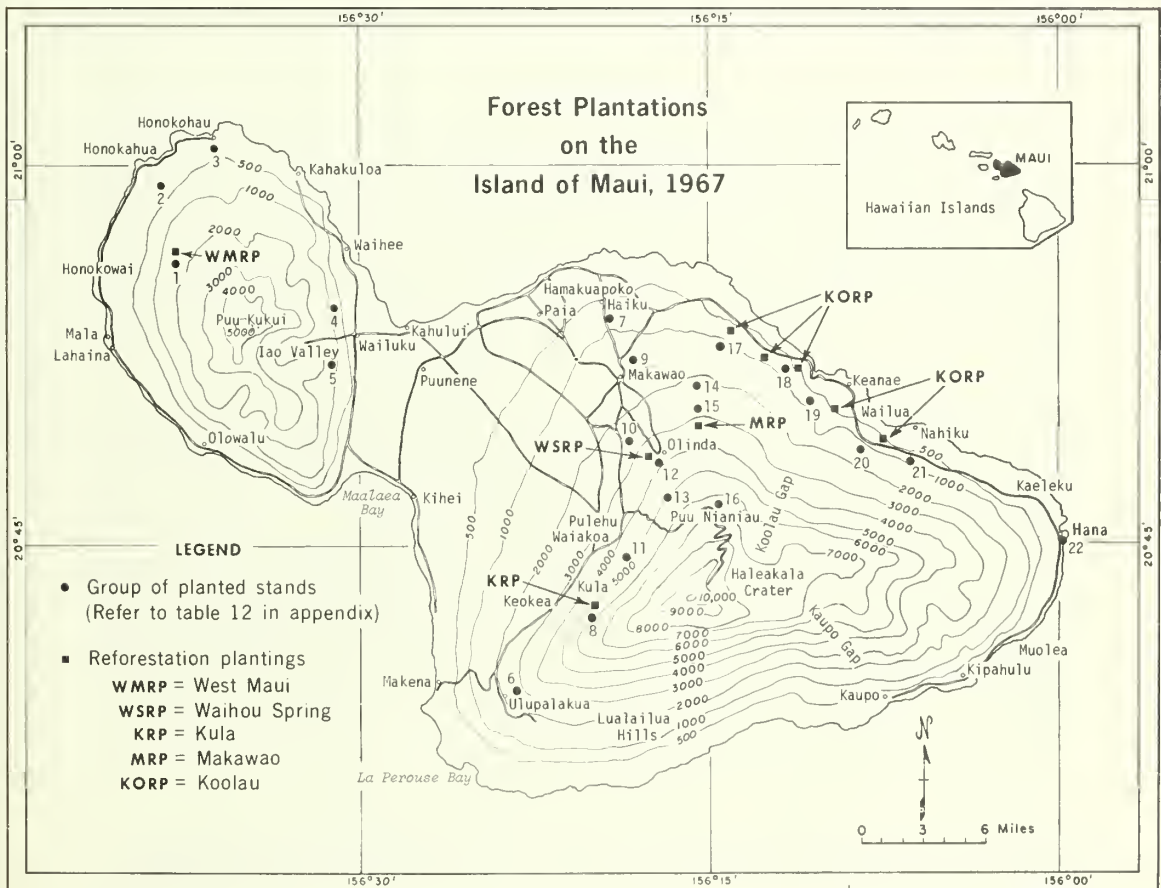 156°30'
156°15'
156°00'
Forest Plantations
on the
Island of Maui, 1967
MAUI
Hawaiian Islands
21°00'
21°00'
Honokohau
Honokahua
3
500
Kahakuloa
2
1000
2000
Waihee
WMRP
1
3000
4000
Honokowai
Puu Kukui
5000'
4
Mala
Lahaina
Iao Valley
Wailuku
Kahului
5
Puunene
Olowalu
Maalaea
Bay
Kihei
Hamakuapoko
Paia
Haiku
7
KORP
17
9
Makawao
18
Keanae
KORP
14
19
Wailua
15
MRP
Nahiku
10
WSRP
Olinda
12
20
21
500
1000
2000
3000
4000
5000
6000
7000
Kaeleku
13
16
Puu Nianiau
Koolau Gap
Hana
22
500
1000
2000
3000
4000
5000
Pulehu
Waiakoa
11
KRP
Kula
Keokea
8
Haleakala
Crater
10,000
9000
8000
7000
6000
5000
4000
3000
2000
1000
500
Kaupo Gap
Muolea
Kipahulu
Kaupo
Makena
6
Ulupalakua
Lualailua
Hills
La Perouse Bay
20°45'
20°45'
LEGEND
Group of planted stands
(Refer to table 12 in appendix)
Reforestation plantings
WMRP = West Maui
WSRP = Waihou Spring
KRP = Kula
MRP = Makawao
KORP = Koolau
N
0 3 6 Miles
156°30'
156°15'
156°00'